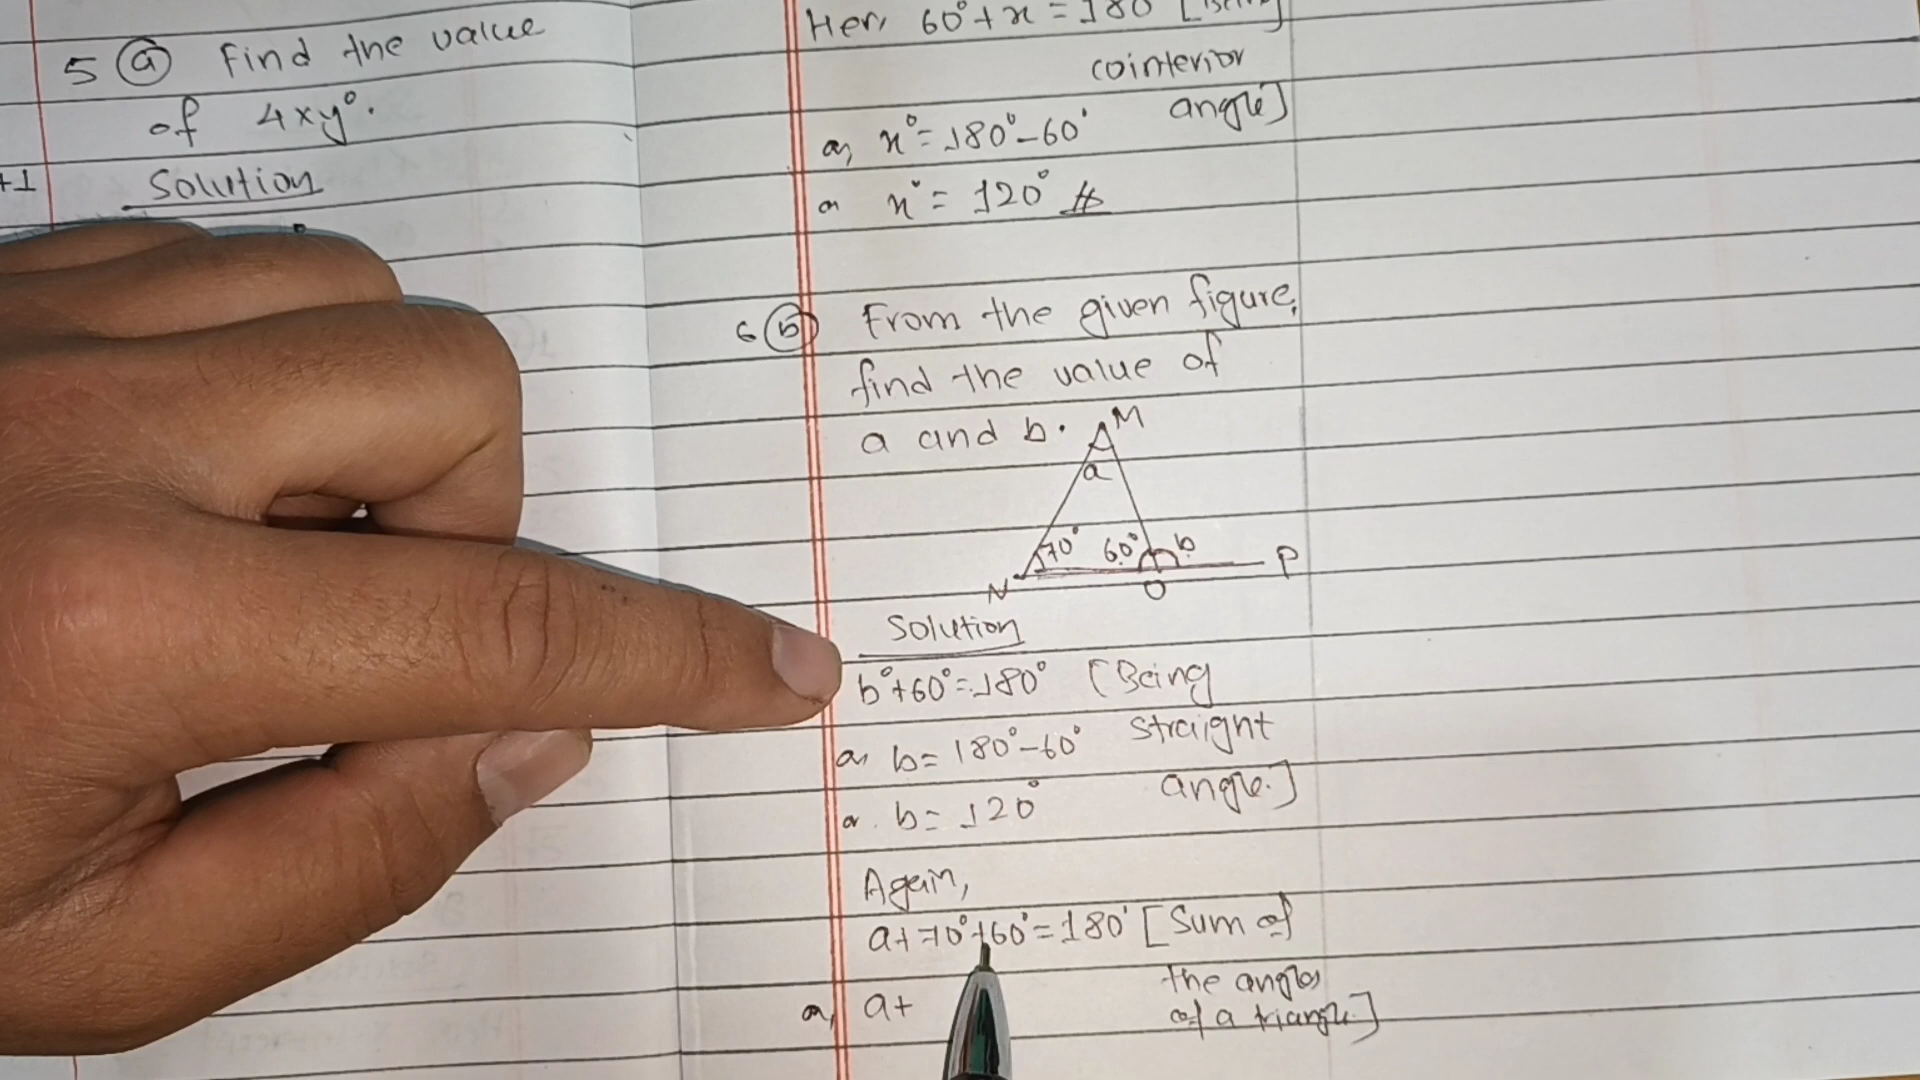 5 (a) Find the value
of 4xy°.
Solution
+1
Her, 60°+x = 180
cointerior
angle]
or, x° = 180° - 60°
or x° = 120° #
6 (b) From the given figure,
find the value of
a and b.
M
a
70° 60° b
N O P
Solution
b°+60°=180° [Being
straight
or b = 180° - 60°
angle.]
or. b = 120°
Again,
a+70°+60°=180° [Sum of
the angles
of a triangle.]
or, a+